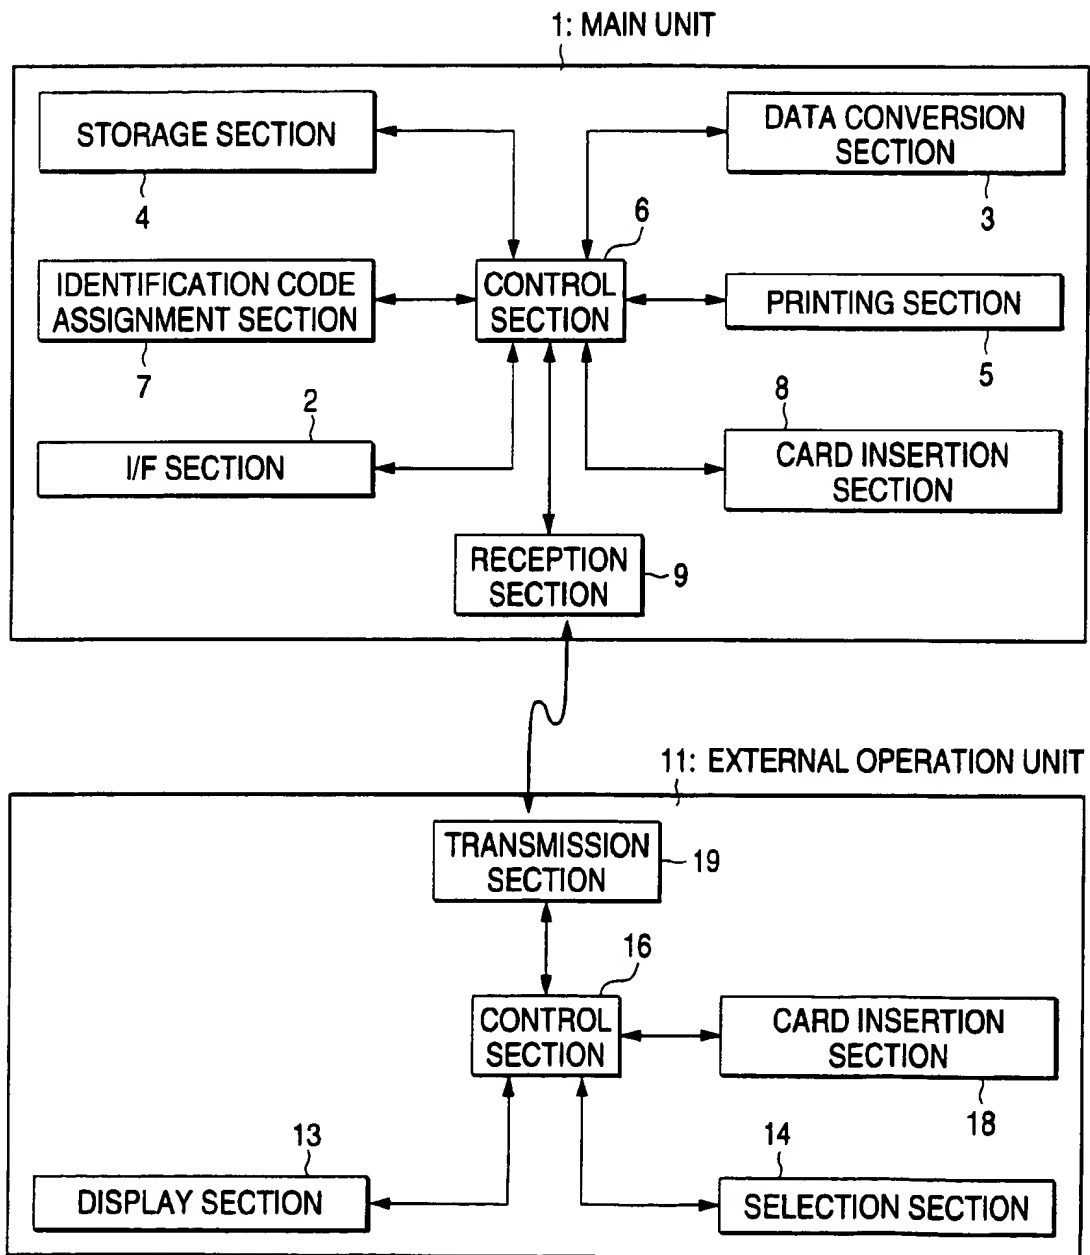 1: MAIN UNIT
STORAGE SECTION
4
DATA CONVERSION
SECTION
3
6
IDENTIFICATION CODE
ASSIGNMENT SECTION
7
CONTROL
SECTION
PRINTING SECTION
5
2
I/F SECTION
8
CARD INSERTION
SECTION
RECEPTION
SECTION
9
11: EXTERNAL OPERATION UNIT
TRANSMISSION
SECTION
19
16
CONTROL
SECTION
CARD INSERTION
SECTION
18
13
DISPLAY SECTION
14
SELECTION SECTION